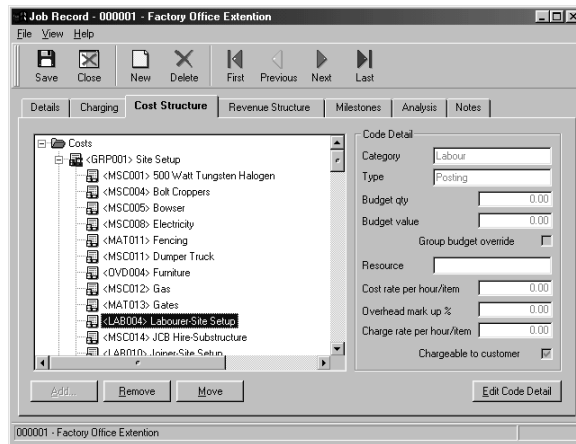 Job Record - 000001 - Factory Office Extention
File View Help
Save Close New Delete First Previous Next Last
Details Charging Cost Structure Revenue Structure Milestones Analysis Notes
Costs
<GRP001> Site Setup
<MSC001> 500 Watt Tungsten Halogen
<MSC004> Bolt Croppers
<MSC005> Bowser
<MSC008> Electricity
<MAT011> Fencing
<MSC011> Dumper Truck
<OVD004> Furniture
<MSC012> Gas
<MAT013> Gates
<LAB004> Labourer-Site Setup
<MSC014> JCB Hire-Substructure
<LAB010> Joiner-Site Setup
Code Detail
Category Labour
Type Posting
Budget qty 0.00
Budget value 0.00
Group budget override
Resource
Cost rate per hour/item 0.00
Overhead mark up % 0.00
Charge rate per hour/item 0.00
Chargeable to customer
Add... Remove Move Edit Code Detail
000001 - Factory Office Extention